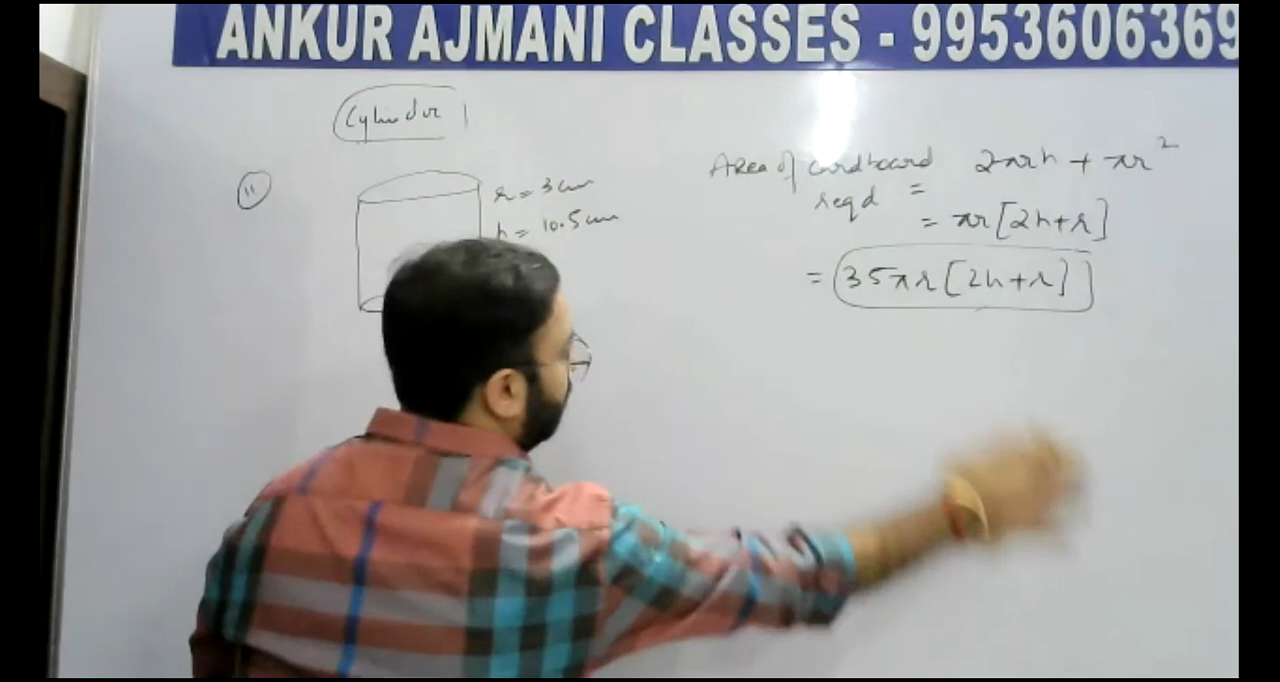 ANKUR AJMANI CLASSES - 9953606369
Cylinder
11
r = 3 cm
h = 10.5 cm
Area of cardboard reqd = 2πrh + πr²
= πr[2h+r]
= 35πr[2h+r]